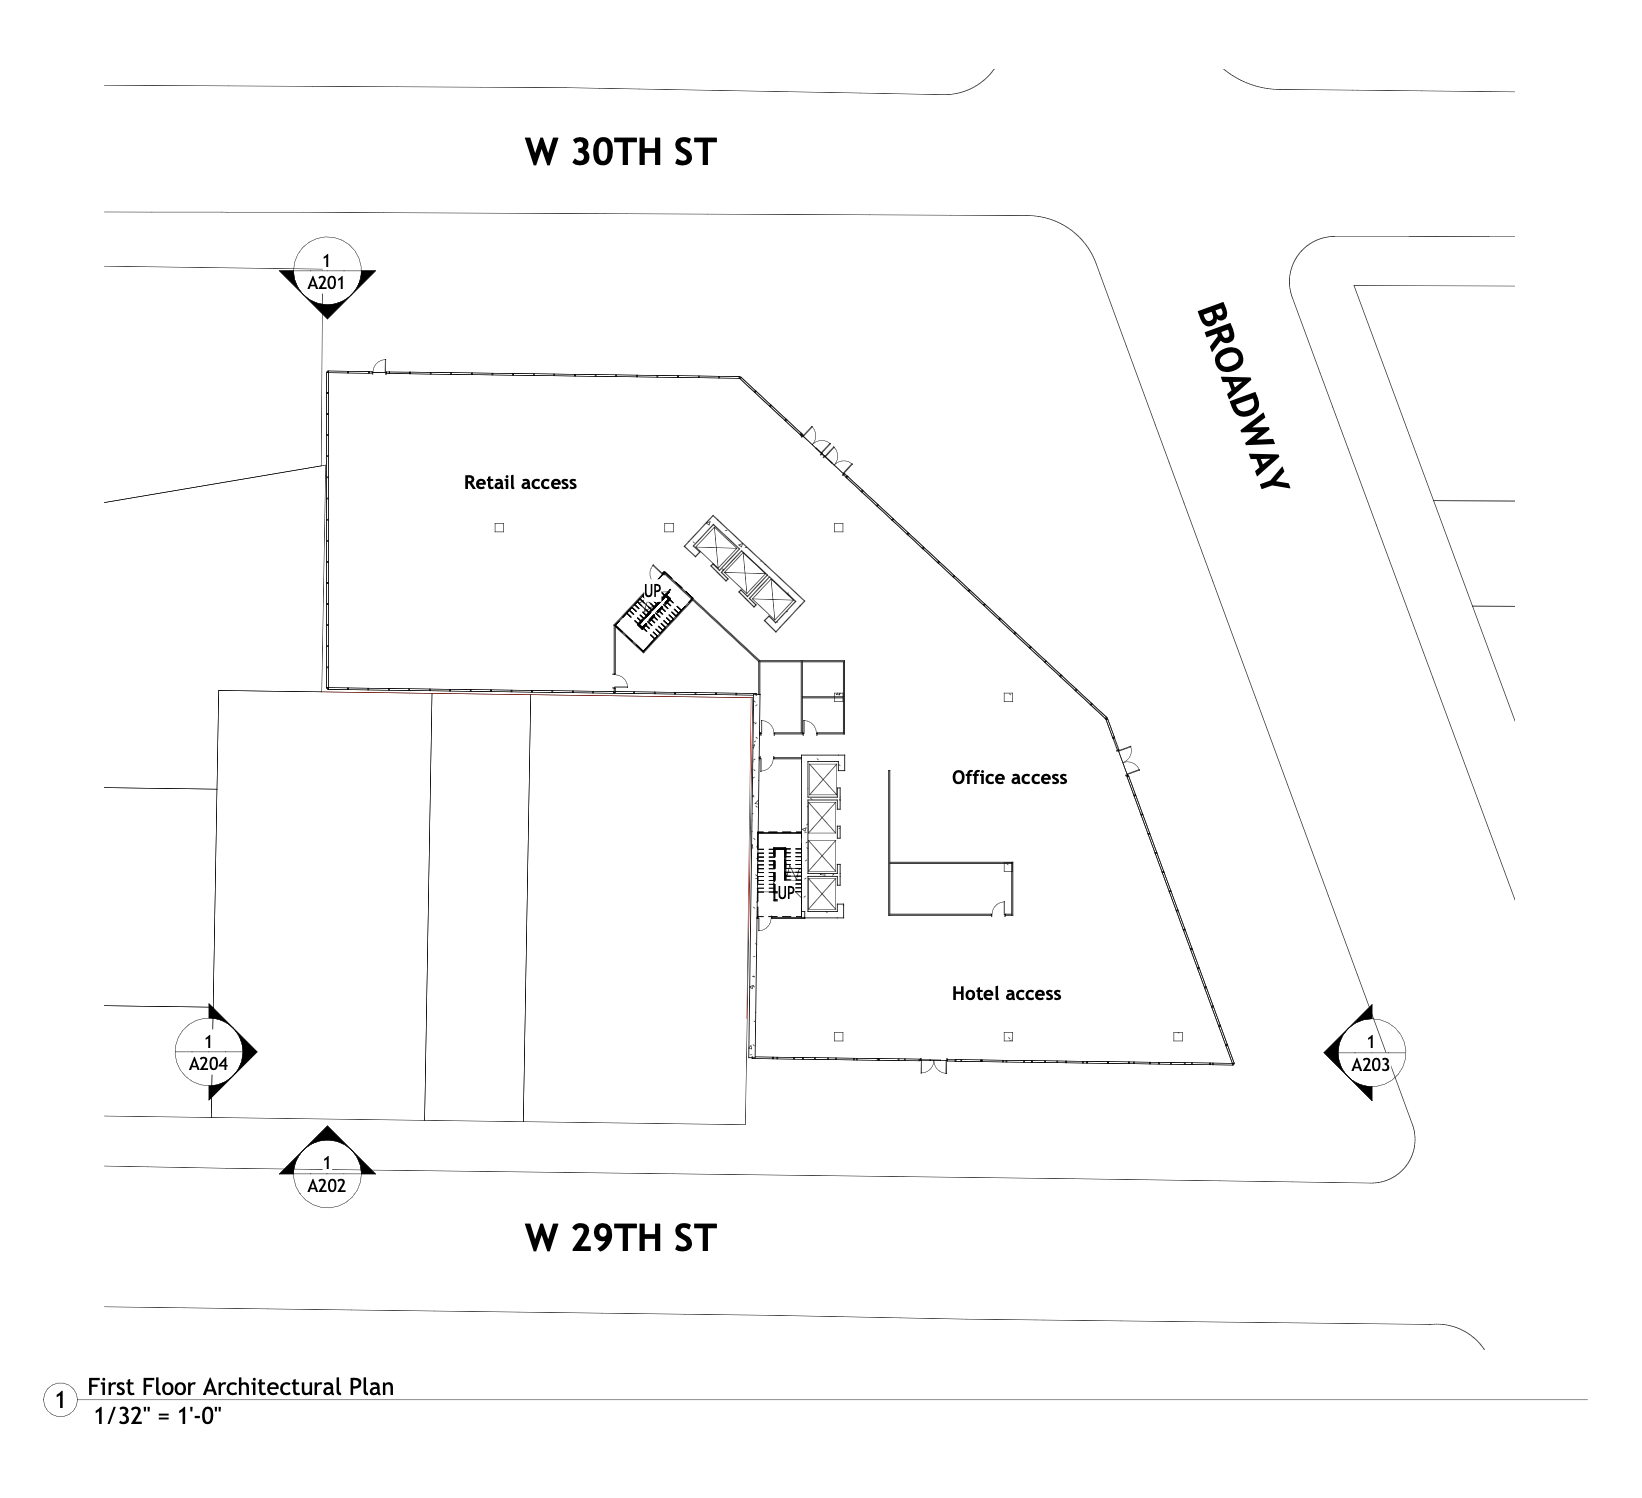 W 30TH ST
1
A201
BROADWAY
Retail access
UP
Office access
UP
Hotel access
1
A204
1
A203
1
A202
W 29TH ST
1
First Floor Architectural Plan
1/32" = 1'-0"